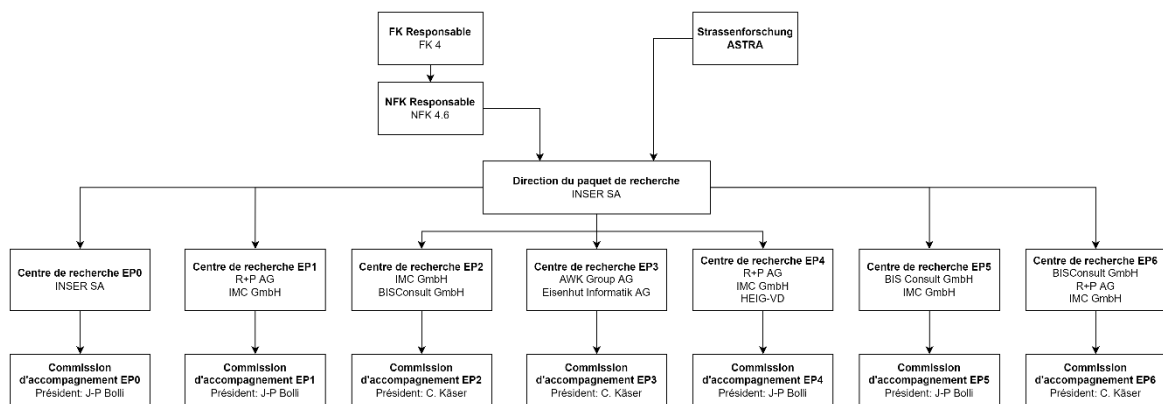 FK Responsable
FK 4
Strassenforschung
ASTRA
NFK Responsable
NFK 4.6
Direction du paquet de recherche
INSER SA
Centre de recherche EP0
INSER SA
Centre de recherche EP1
R+P AG
IMC GmbH
Centre de recherche EP2
IMC GmbH
BISConsult GmbH
Centre de recherche EP3
AWK Group AG
Eisenhut Informatik AG
Centre de recherche EP4
R+P AG
IMC GmbH
HEIG-VD
Centre de recherche EP5
BIS Consult GmbH
IMC GmbH
Centre de recherche EP6
BISConsult GmbH
R+P AG
IMC GmbH
Commission
d'accompagnement EP0
Président: J-P Bolli
Commission
d'accompagnement EP1
Président: J-P Bolli
Commission
d'accompagnement EP2
Président: C. Käser
Commission
d'accompagnement EP3
Président: C. Käser
Commission
d'accompagnement EP4
Président: J-P Bolli
Commission
d'accompagnement EP5
Président: J-P Bolli
Commission
d'accompagnement EP6
Président: C. Käser